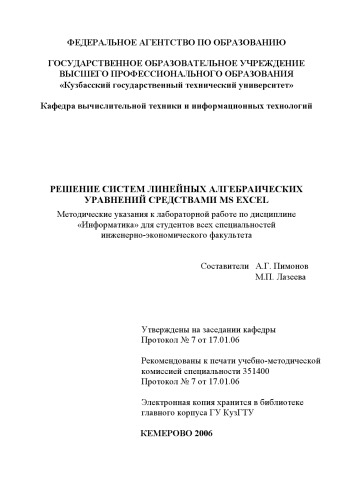 ФЕДЕРАЛЬНОЕ АГЕНТСТВО ПО ОБРАЗОВАНИЮ
ГОСУДАРСТВЕННОЕ ОБРАЗОВАТЕЛЬНОЕ УЧРЕЖДЕНИЕ
ВЫСШЕГО ПРОФЕССИОНАЛЬНОГО ОБРАЗОВАНИЯ
«Кузбасский государственный технический университет»
Кафедра вычислительной техники и информационных технологий
РЕШЕНИЕ СИСТЕМ ЛИНЕЙНЫХ АЛГЕБРАИЧЕСКИХ
УРАВНЕНИЙ СРЕДСТВАМИ MS EXCEL
Методические указания к лабораторной работе по дисциплине
«Информатика» для студентов всех специальностей
инженерно-экономического факультета
Составители А.Г. Пимонов
М.П. Лазеева
Утверждены на заседании кафедры
Протокол № 7 от 17.01.06
Рекомендованы к печати учебно-методической
комиссией специальности 351400
Протокол № 7 от 17.01.06
Электронная копия хранится в библиотеке
главного корпуса ГУ КузГТУ
КЕМЕРОВО 2006